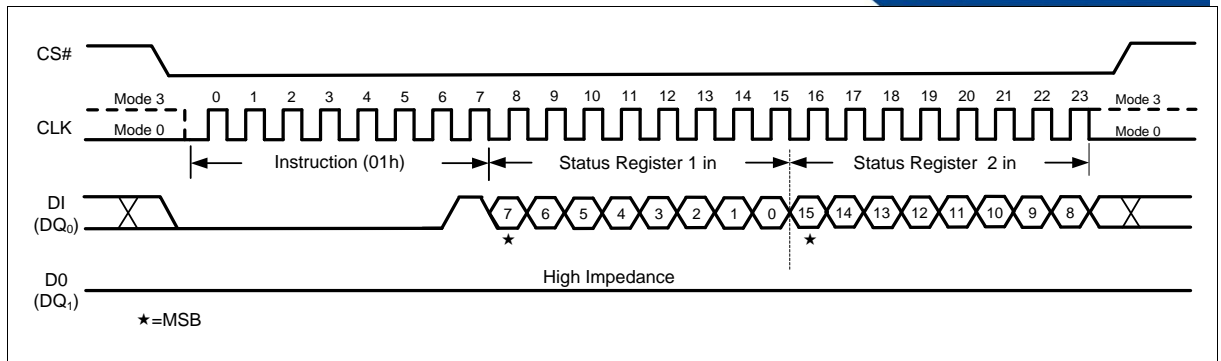 CS#
Mode 3 0 1 2 3 4 5 6 7 8 9 10 11 12 13 14 15 16 17 18 19 20 21 22 23 Mode 3
CLK Mode 0 Mode 0
Instruction (01h) Status Register 1 in Status Register 2 in
DI
(DQ0) 7 6 5 4 3 2 1 0 15 14 13 12 11 10 9 8
★ ★
High Impedance
D0
(DQ1)
★=MSB